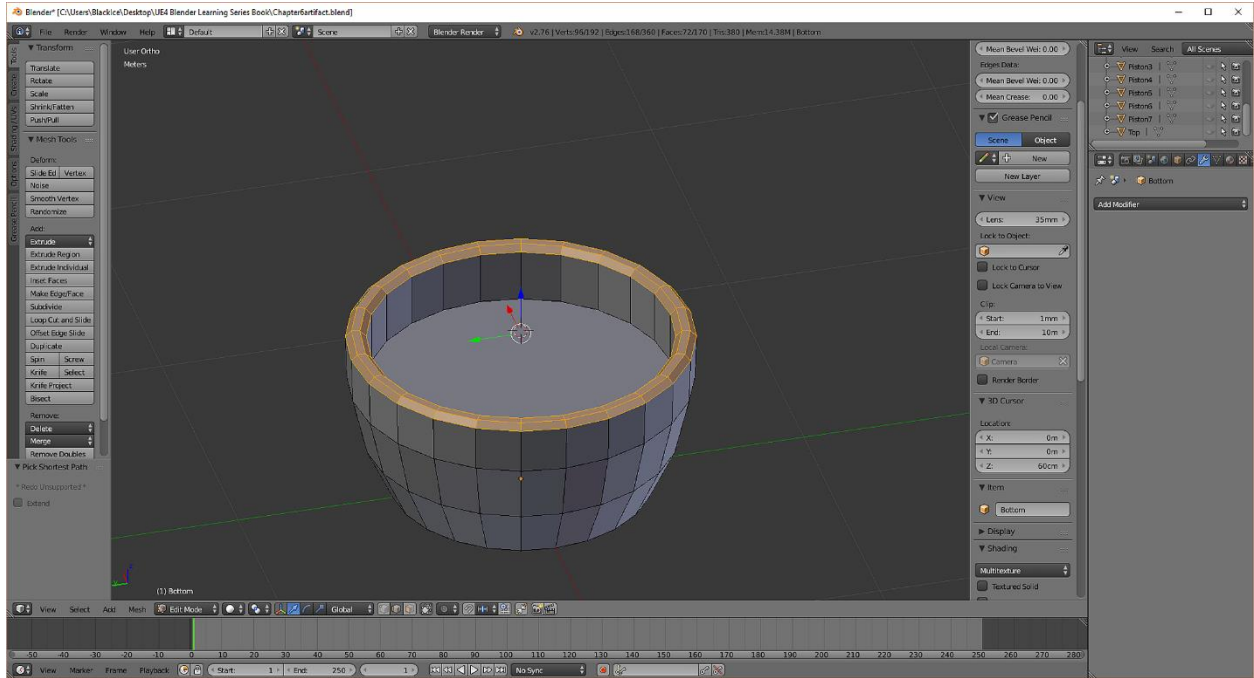 Blender* [C:\Users\BlackIce\Desktop\UE4 Blender Learning Series Book\Chapter6artifact.blend]
File Render Window Help Default Scene Blender Render v2.76 | Verts:96/192 | Edges:168/360 | Faces:72/170 | Tris:380 | Mem:14.38M | Bottom
Tools
Create
Shading/UVs
Options
Grease Pencil
Transform
Translate
Rotate
Scale
Shrink/Fatten
Push/Pull
Mesh Tools
Deform:
Slide Ed Vertex
Noise
Smooth Vertex
Randomize
Add:
Extrude
Extrude Region
Extrude Individual
Inset Faces
Make Edge/Face
Subdivide
Loop Cut and Slide
Offset Edge Slide
Duplicate
Spin Screw
Knife Select
Knife Project
Bisect
Remove:
Delete
Merge
Remove Doubles
Pick Shortest Path
* Redo Unsupported *
Extend
User Ortho
Meters
(1) Bottom
Mean Bevel Wei: 0.00
Edges Data:
Mean Bevel Wei: 0.00
Mean Crease: 0.00
Grease Pencil
Scene Object
New
New Layer
View
Lens: 35mm
Lock to Object:
Lock to Cursor
Lock Camera to View
Clip:
Start: 1mm
End: 10m
Local Camera:
Camera
Render Border
3D Cursor
Location:
X: 0m
Y: 0m
Z: 60cm
Item
Bottom
Display
Shading
Multitexture
Textured Solid
View Search All Scenes
Piston3
Piston4
Piston5
Piston6
Piston7
Top
Bottom
Add Modifier
View Select Add Mesh Edit Mode Global
-50 -40 -30 -20 -10 0 10 20 30 40 50 60 70 80 90 100 110 120 130 140 150 160 170 180 190 200 210 220 230 240 250 260 270 280
View Marker Frame Playback Start: 1 End: 250 1 No Sync